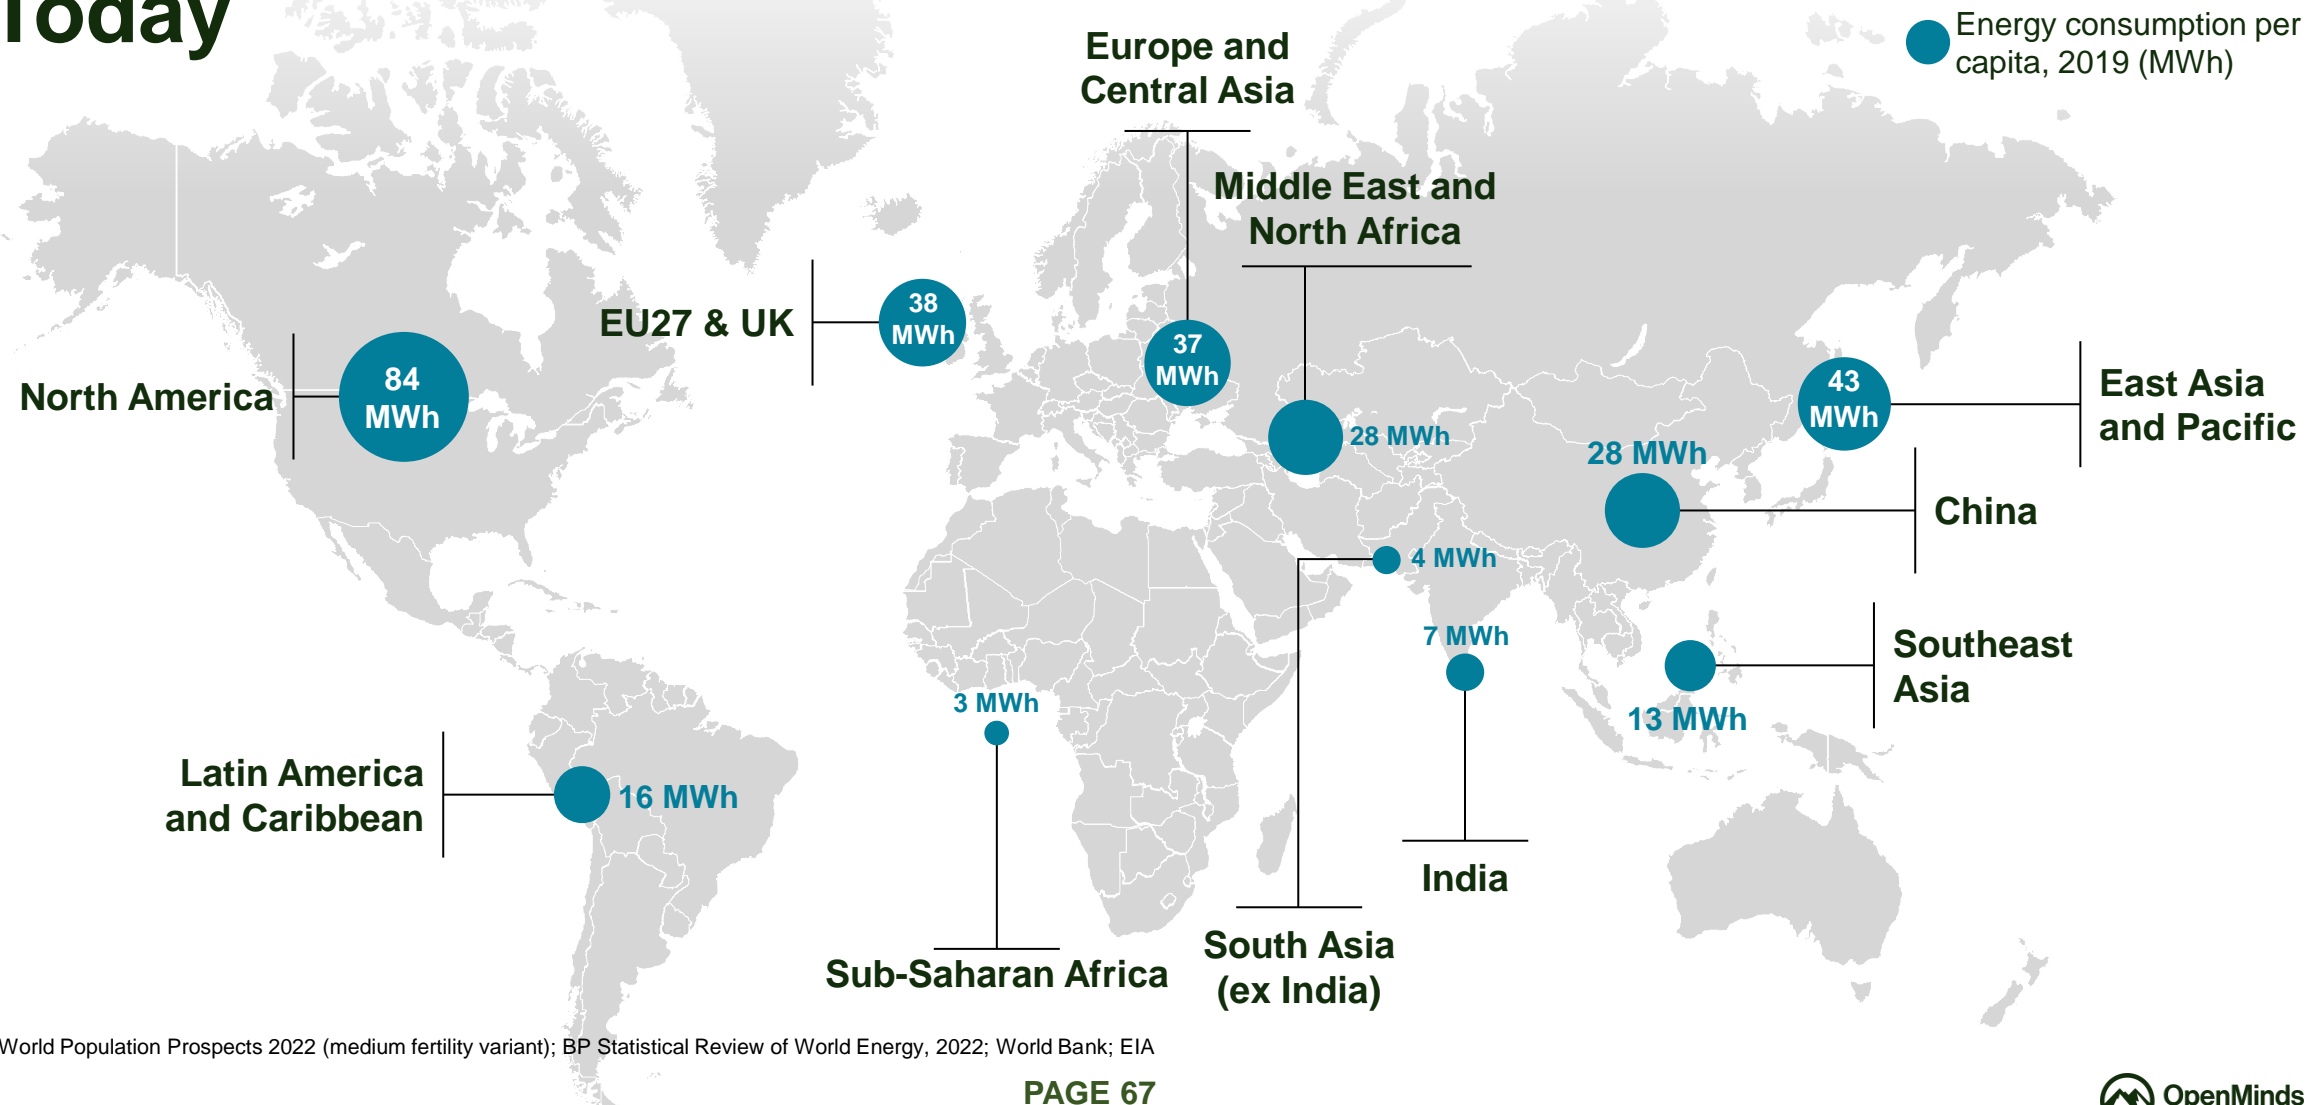 Today
Energy consumption per
capita, 2019 (MWh)
Europe and
Central Asia
Middle East and
North Africa
EU27 & UK
38
MWh
37
MWh
North America
84
MWh
28 MWh
43
MWh
East Asia
and Pacific
28 MWh
China
4 MWh
7 MWh
Southeast
Asia
13 MWh
3 MWh
Latin America
and Caribbean
16 MWh
India
Sub-Saharan Africa
South Asia
(ex India)
World Population Prospects 2022 (medium fertility variant); BP Statistical Review of World Energy, 2022; World Bank; EIA
PAGE 67
OpenMinds